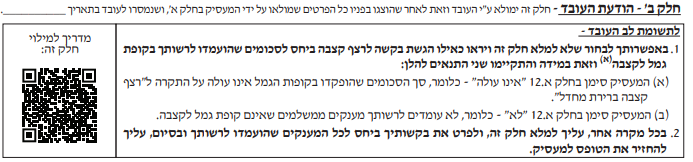 חלק ב' - הודעת העובד - חלק זה ימולא ע"י העובד וזאת לאחר שהוצגו בפניו כל הפרטים שמולאו על ידי המעסיק בחלק א', ושנמסרו לעובד בתאריך ____________.
לתשומת לב העובד -
1. באפשרותך לבחור שלא למלא חלק זה ויראו כאילו הגשת בקשה לרצף קצבה ביחס לסכומים שהועמדו לרשותך בקופת
גמל לקצבה(א) וזאת במידה והתקיימו שני התנאים להלן:
(א) המעסיק סימן בחלק א.12 "אינו עולה" - כלומר, סך הסכומים שהופקדו בקופות הגמל אינו עולה על התקרה ל"רצף
קצבה ברירת מחדל".
(ב) המעסיק סימן בחלק א.12 "לא" - כלומר, לא עומדים לרשותך מענקים ממשלמים שאינם קופת גמל לקצבה.
2. בכל מקרה אחר, עליך למלא חלק זה, ולפרט את בקשותיך ביחס לכל המענקים שהועמדו לרשותך ובסיום, עליך
להחזיר את הטופס למעסיק.
מדריך למילוי
חלק זה: